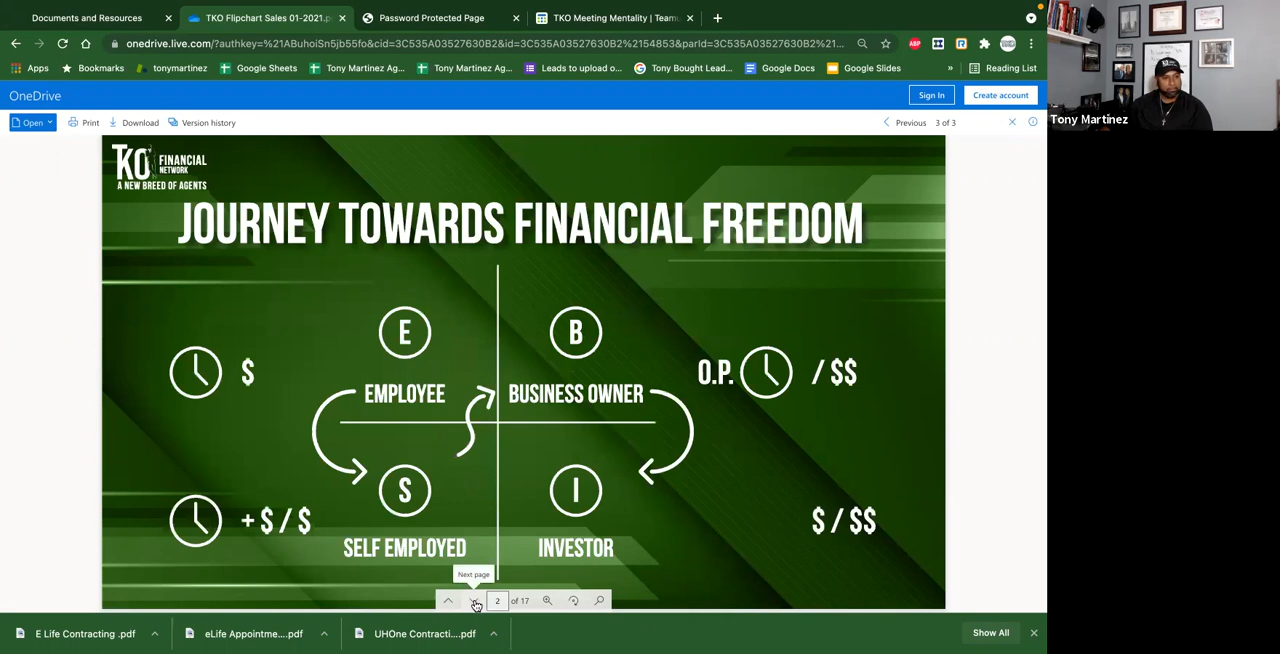 Documents and Resources
TKO Flipchart Sales 01-2021.p
Password Protected Page
TKO Meeting Mentality | Teamu
onedrive.live.com/?authkey=%21ABuhoiSn5jb55fo&cid=3C535A03527630B2&id=3C535A03527630B2%2154853&parId=3C535A03527630B2%21...
ABP
Apps
Bookmarks
tonymartinez
Google Sheets
Tony Martinez Ag...
Team Martinez Ag...
Leads to upload o...
Tony Bought Lead...
Google Docs
Google Slides
»
Reading List
OneDrive
Sign In
Create account
Open
Print
Download
Version history
Previous
3 of 3
Tony Martinez
TKO FINANCIAL
NETWORK
A NEW BREED OF AGENTS
JOURNEY TOWARDS FINANCIAL FREEDOM
E
B
$
O.P.
/ $$
EMPLOYEE
BUSINESS OWNER
S
I
+ $ / $
$ / $$
SELF EMPLOYED
INVESTOR
Next page
2 of 17
E Life Contracting .pdf
eLife Appointme....pdf
UHOne Contracti....pdf
Show All